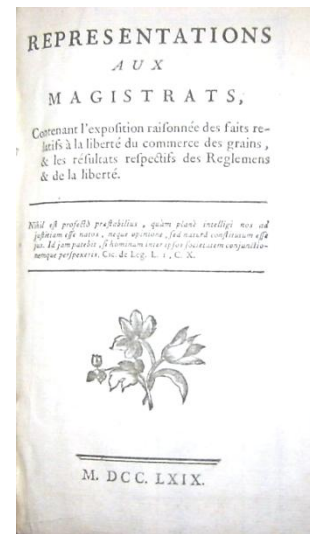 REPRESENTATIONS
AUX
MAGISTRATS,
Contenant l'expoſition raiſonnée des faits re-
latifs à la liberté du commerce des grains,
& les réſultats reſpectifs des Reglemens
& de la liberté.
Nihil eſt profectò præſtabilius, quàm planè intelligi nos ad
juſtitiam eſſe natos, neque opinione, ſed naturâ conſtitutum eſſe
jus. Id jam patebit, ſi hominum inter ipſos ſocietatem conjunctio-
nemque perſpexeris. Cic. de Leg. L. 1, C. X.
M. DCC. LXIX.